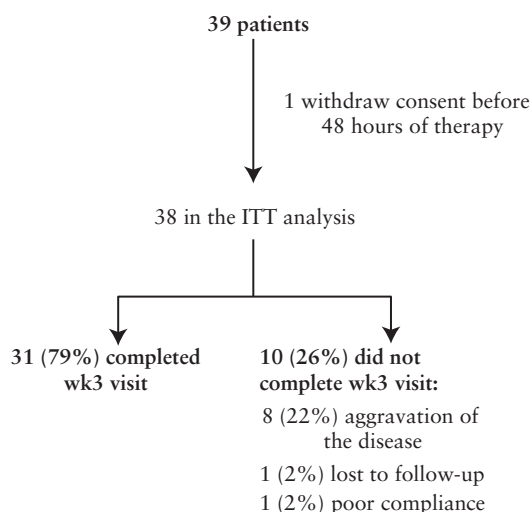 39 patients
1 withdraw consent before
48 hours of therapy
38 in the ITT analysis
31 (79%) completed
wk3 visit
10 (26%) did not
complete wk3 visit:
8 (22%) aggravation of
the disease
1 (2%) lost to follow-up
1 (2%) poor compliance